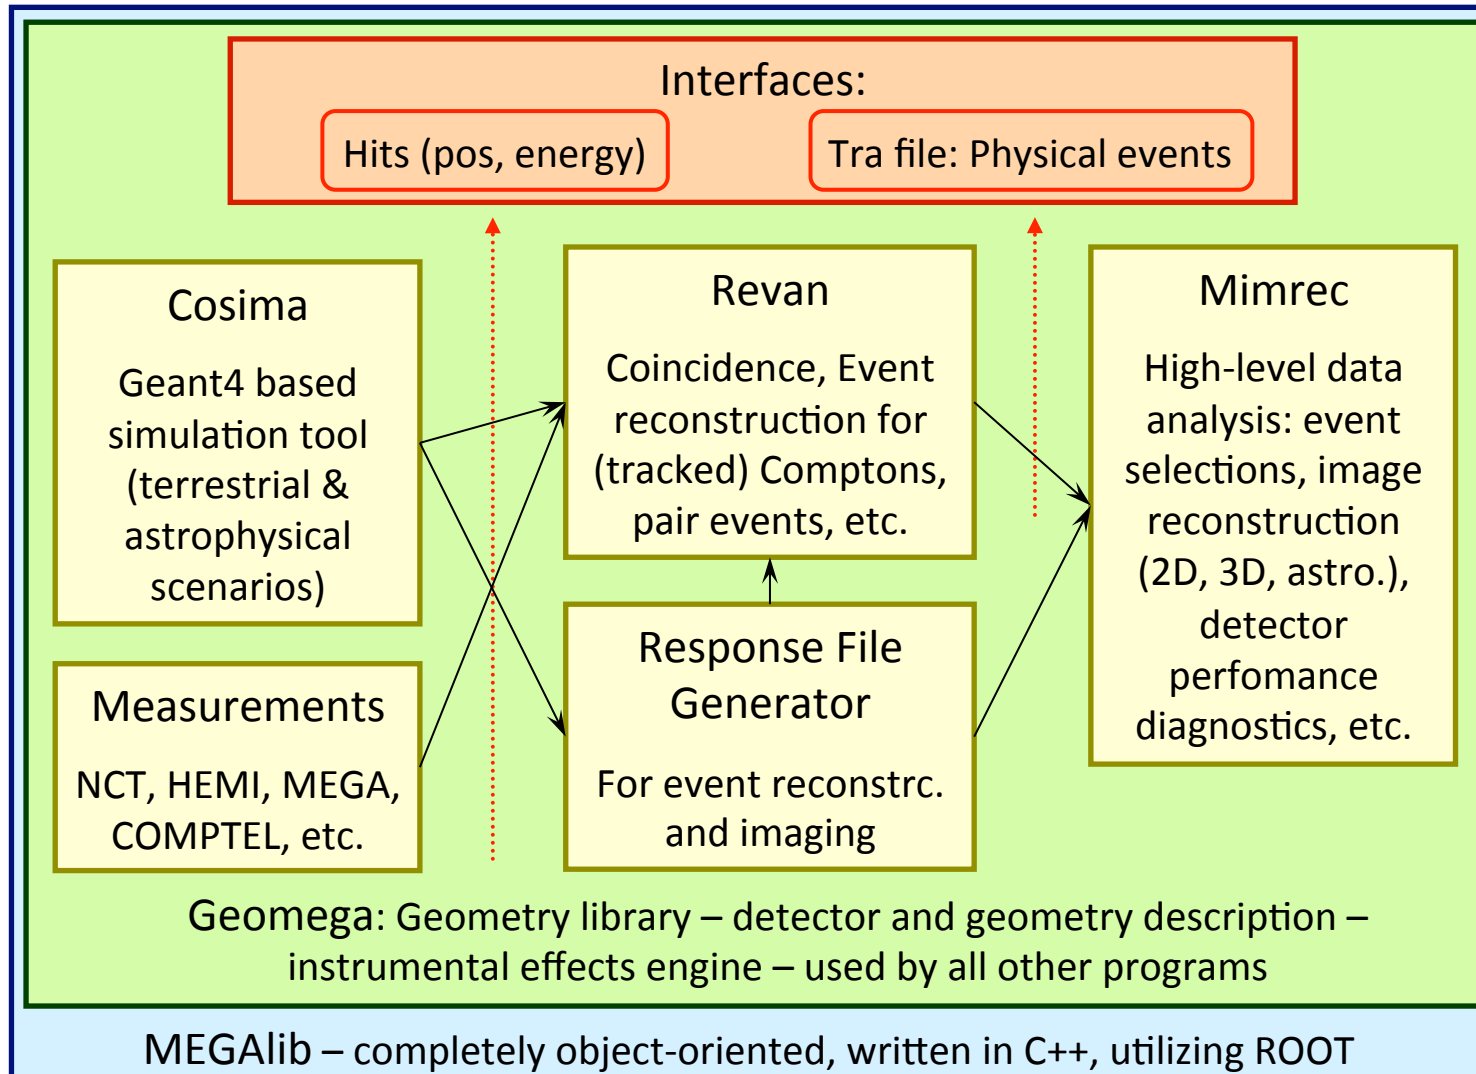 Interfaces:
Hits (pos, energy)
Tra file: Physical events
Cosima
Geant4 based
simulation tool
(terrestrial &
astrophysical
scenarios)
Measurements
NCT, HEMI, MEGA,
COMPTEL, etc.
Revan
Coincidence, Event
reconstruction for
(tracked) Comptons,
pair events, etc.
Response File
Generator
For event reconstrc.
and imaging
Mimrec
High-level data
analysis: event
selections, image
reconstruction
(2D, 3D, astro.),
detector
perfomance
diagnostics, etc.
Geomega: Geometry library – detector and geometry description –
instrumental effects engine – used by all other programs
MEGAlib – completely object-oriented, written in C++, utilizing ROOT